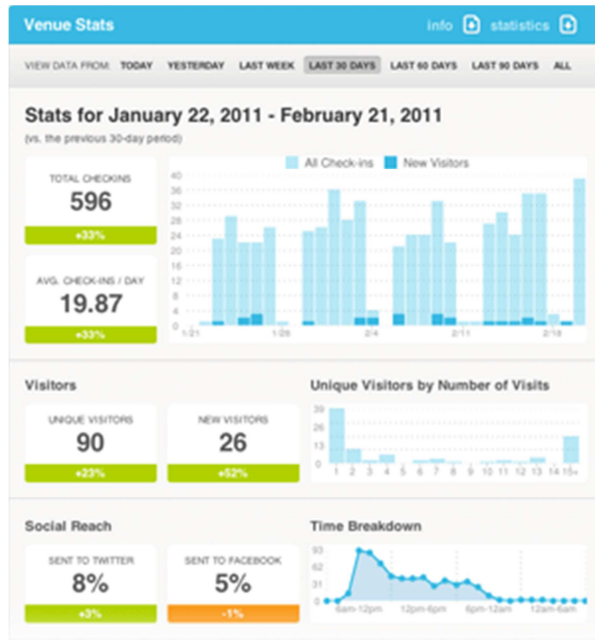 Venue Stats info statistics
VIEW DATA FROM: TODAY YESTERDAY LAST WEEK LAST 30 DAYS LAST 60 DAYS LAST 90 DAYS ALL
Stats for January 22, 2011 - February 21, 2011
(vs. the previous 30-day period)
All Check-ins New Visitors
TOTAL CHECKINS
596
+33%
AVG. CHECK-INS / DAY
19.87
+33%
40
36
32
28
24
20
16
12
8
4
0
1/21 1/28 2/4 2/11 2/18
Visitors
UNIQUE VISITORS
90
+23%
NEW VISITORS
26
+52%
Unique Visitors by Number of Visits
39
26
13
0
1 2 3 4 5 6 7 8 9 10 11 12 13 14 15+
Social Reach
SENT TO TWITTER
8%
+3%
SENT TO FACEBOOK
5%
-1%
Time Breakdown
93
62
31
0
6am-12pm 12pm-6pm 6pm-12am 12am-6am